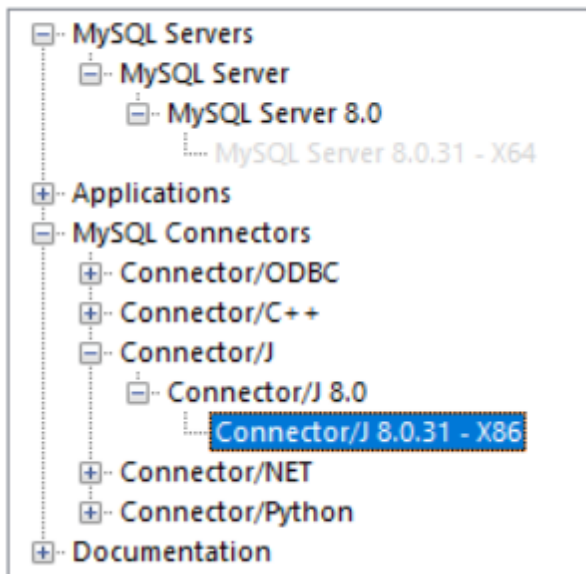 MySQL Servers
MySQL Server
MySQL Server 8.0
MySQL Server 8.0.31 - X64
Applications
MySQL Connectors
Connector/ODBC
Connector/C++
Connector/J
Connector/J 8.0
Connector/J 8.0.31 - X86
Connector/NET
Connector/Python
Documentation